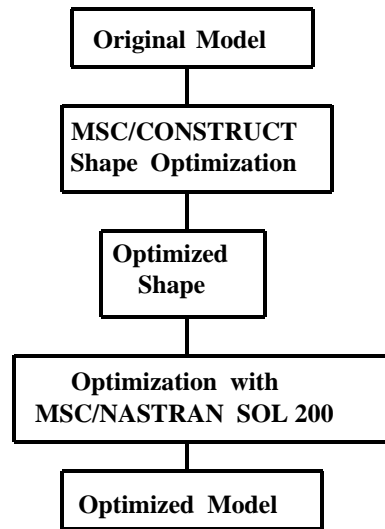 Original Model
MSC/CONSTRUCT
Shape Optimization
Optimized
Shape
Optimization with
MSC/NASTRAN SOL 200
Optimized Model